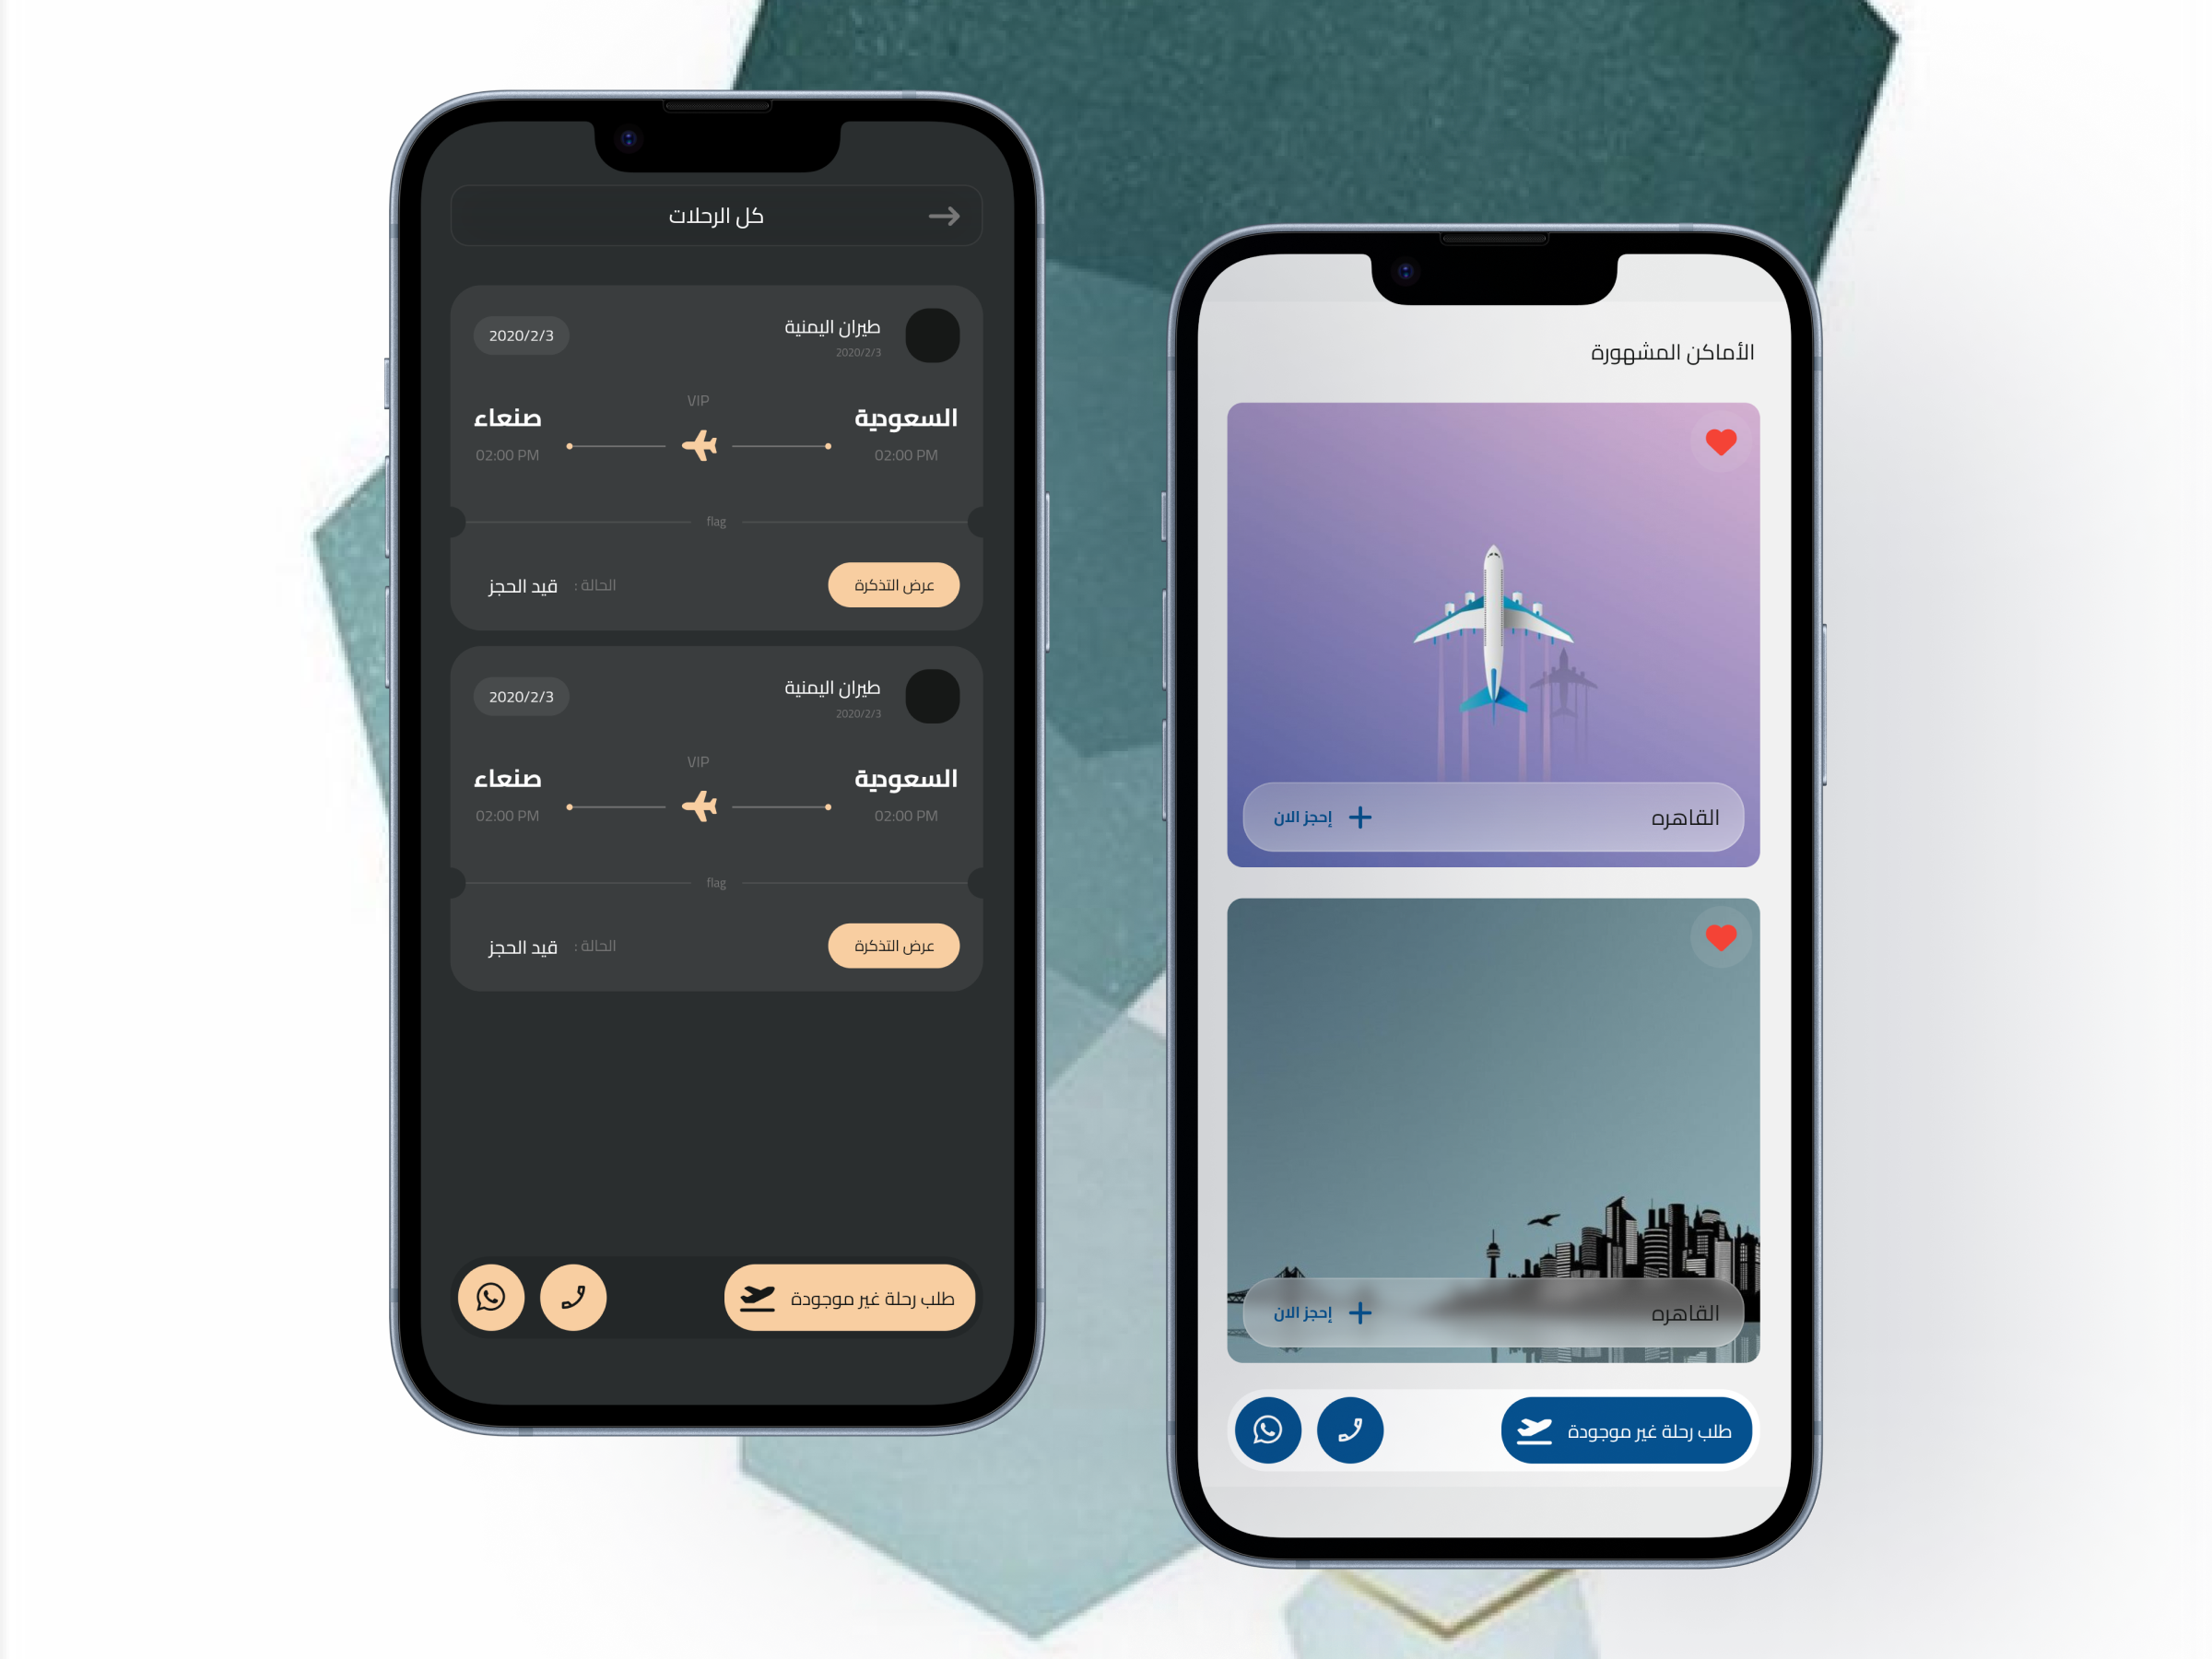 كل الرحلات
طيران اليمنية
2020/2/3
2020/2/3
السعودية
VIP
صنعاء
02:00 PM
02:00 PM
flag
عرض التذكرة
الحالة :
قيد الحجز
طيران اليمنية
2020/2/3
2020/2/3
السعودية
VIP
صنعاء
02:00 PM
02:00 PM
flag
عرض التذكرة
الحالة :
قيد الحجز
طلب رحلة غير موجودة
الأماكن المشهورة
القاهره
إحجز الان
القاهره
إحجز الان
طلب رحلة غير موجودة